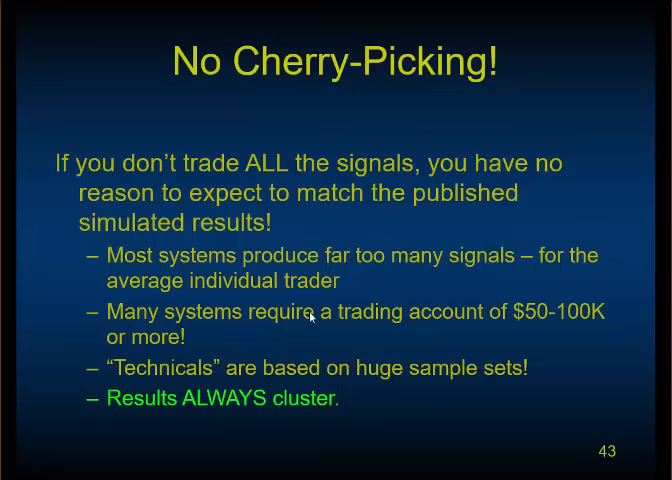 No Cherry-Picking!
If you don't trade ALL the signals, you have no
reason to expect to match the published
simulated results!
– Most systems produce far too many signals – for the
average individual trader
– Many systems require a trading account of $50-100K
or more!
– “Technicals” are based on huge sample sets!
– Results ALWAYS cluster.
43